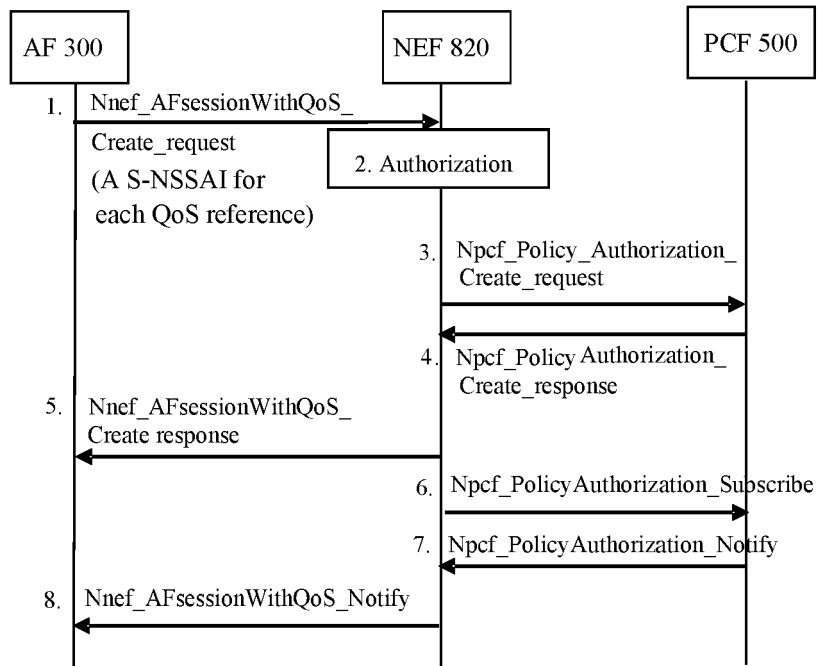 AF 300
NEF 820
PCF 500
1. Nnef_AFsessionWithQoS_
Create_request
(A S-NSSAI for
each QoS reference)
2. Authorization
3. Npcf_Policy_Authorization_
Create_request
4. Npcf_Policy Authorization_
Create_response
5. Nnef_AFsessionWithQoS_
Create response
6. Npcf_PolicyAuthorization_Subscribe
7. Npcf_PolicyAuthorization_Notify
8. Nnef_AFsessionWithQoS_Notify